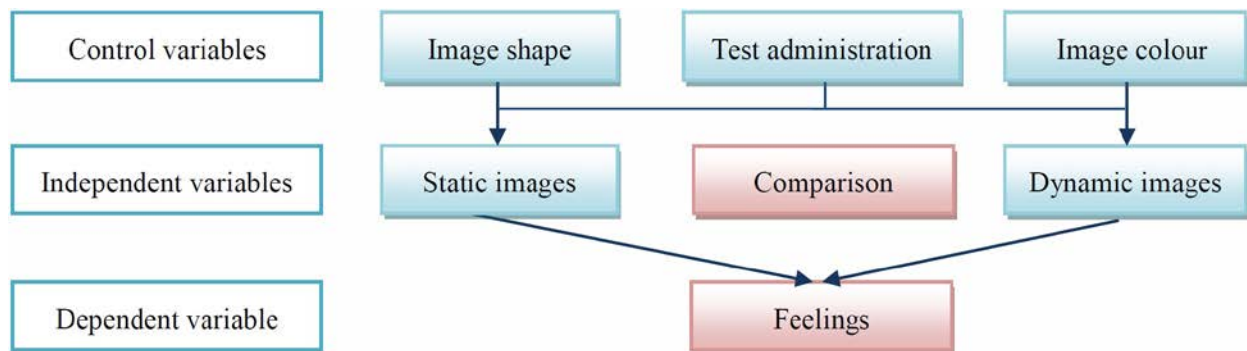 Control variables
Image shape
Test administration
Image colour
Independent variables
Static images
Comparison
Dynamic images
Dependent variable
Feelings